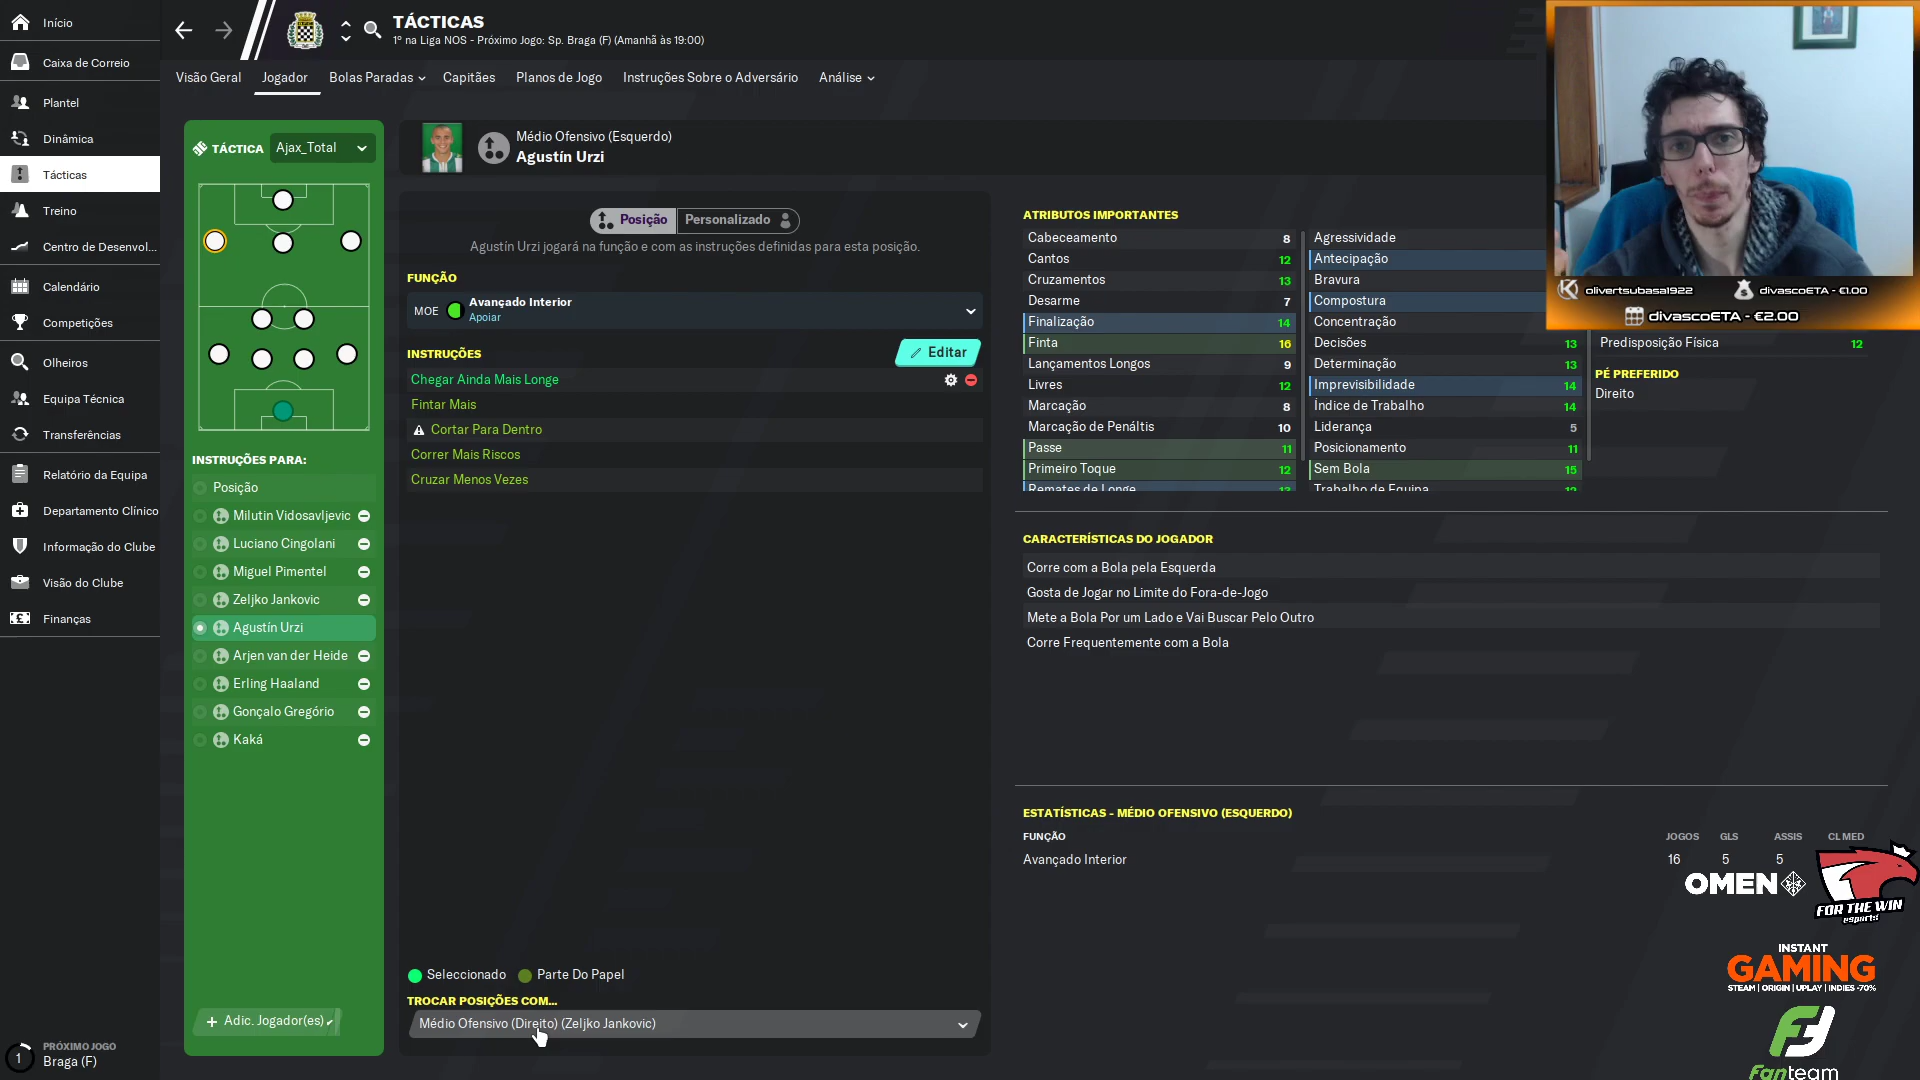 Início
Caixa de Correio
Plantel
Dinâmica
Tácticas
Treino
Centro de Desenvol...
Calendário
Competições
Olheiros
Equipa Técnica
Transferências
Relatório da Equipa
Departamento Clínico
Informação do Clube
Visão do Clube
Finanças
1
PRÓXIMO JOGO
Braga (F)
TÁCTICAS
1º na Liga NOS - Próximo Jogo: Sp. Braga (F) (Amanhã às 19:00)
Visão Geral
Jogador
Bolas Paradas
Capitães
Planos de Jogo
Instruções Sobre o Adversário
Análise
TÁCTICA
Ajax_Total
INSTRUÇÕES PARA:
Posição
Milutin Vidosavljevic
Luciano Cingolani
Miguel Pimentel
Zeljko Jankovic
Agustín Urzi
Arjen van der Heide
Erling Haaland
Gonçalo Gregório
Kaká
Adic. Jogador(es)
Médio Ofensivo (Esquerdo)
Agustín Urzi
Posição
Personalizado
Agustín Urzi jogará na função e com as instruções definidas para esta posição.
FUNÇÃO
MOE
Avançado Interior
Apoiar
INSTRUÇÕES
Editar
Chegar Ainda Mais Longe
Fintar Mais
Cortar Para Dentro
Correr Mais Riscos
Cruzar Menos Vezes
Seleccionado
Parte Do Papel
TROCAR POSIÇÕES COM...
Médio Ofensivo (Direito) (Zeljko Jankovic)
ATRIBUTOS IMPORTANTES
Cabeceamento 8
Cantos 12
Cruzamentos 13
Desarme 7
Finalização 14
Finta 16
Lançamentos Longos 9
Livres 12
Marcação 8
Marcação de Penáltis 10
Passe 11
Primeiro Toque 12
Remates de Longe
Agressividade
Antecipação
Bravura
Compostura
Concentração
Decisões 13
Determinação 13
Imprevisibilidade 14
Índice de Trabalho 14
Liderança 5
Posicionamento 11
Sem Bola 15
Trabalho de Equipa
Predisposição Física 12
PÉ PREFERIDO
Direito
CARACTERÍSTICAS DO JOGADOR
Corre com a Bola pela Esquerda
Gosta de Jogar no Limite do Fora-de-Jogo
Mete a Bola Por um Lado e Vai Buscar Pelo Outro
Corre Frequentemente com a Bola
ESTATÍSTICAS - MÉDIO OFENSIVO (ESQUERDO)
FUNÇÃO JOGOS GLS ASSIS CL MED
Avançado Interior 16 5 5
olivertsubasa1922
divascoETA - €1.00
divascoETA - €2.00
OMEN
FOR THE WIN
esports
INSTANT
GAMING
STEAM | ORIGIN | UPLAY | INDIES -70%
Fanteam